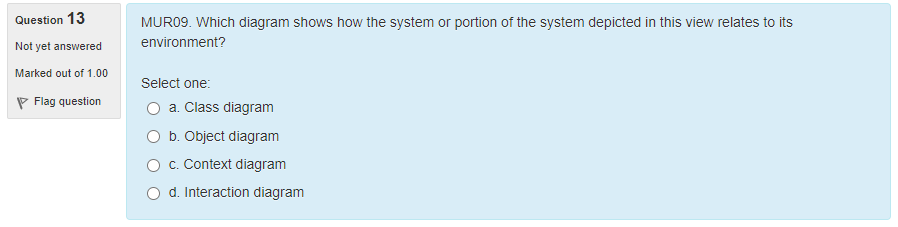 Question 13
Not yet answered
Marked out of 1.00
Flag question
MUR09. Which diagram shows how the system or portion of the system depicted in this view relates to its
environment?
Select one:
a. Class diagram
b. Object diagram
c. Context diagram
d. Interaction diagram